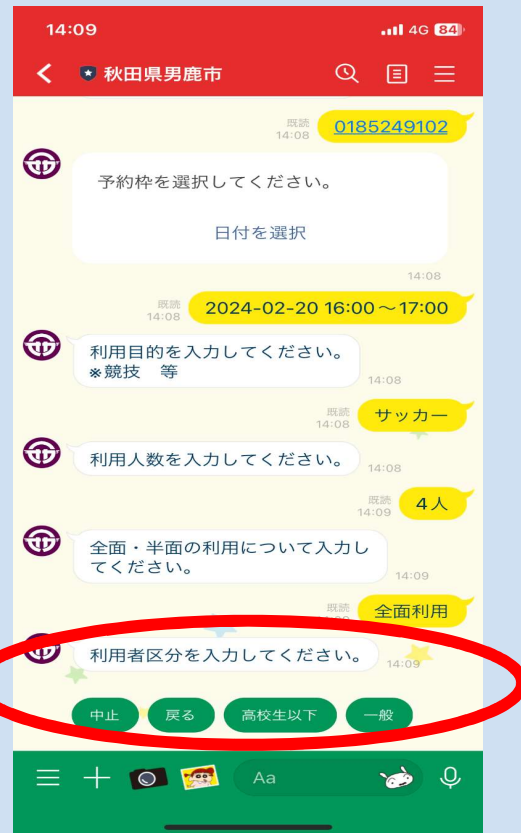 14:09
4G 84
秋田県男鹿市
既読
14:08
0185249102
予約枠を選択してください。
日付を選択
14:08
既読
14:08
2024-02-20 16:00～17:00
利用目的を入力してください。
※競技　等
14:08
既読
14:08
サッカー
利用人数を入力してください。
14:08
既読
14:09
4人
全面・半面の利用について入力し
てください。
14:09
既読
全面利用
利用者区分を入力してください。
14:09
中止
戻る
高校生以下
一般
Aa